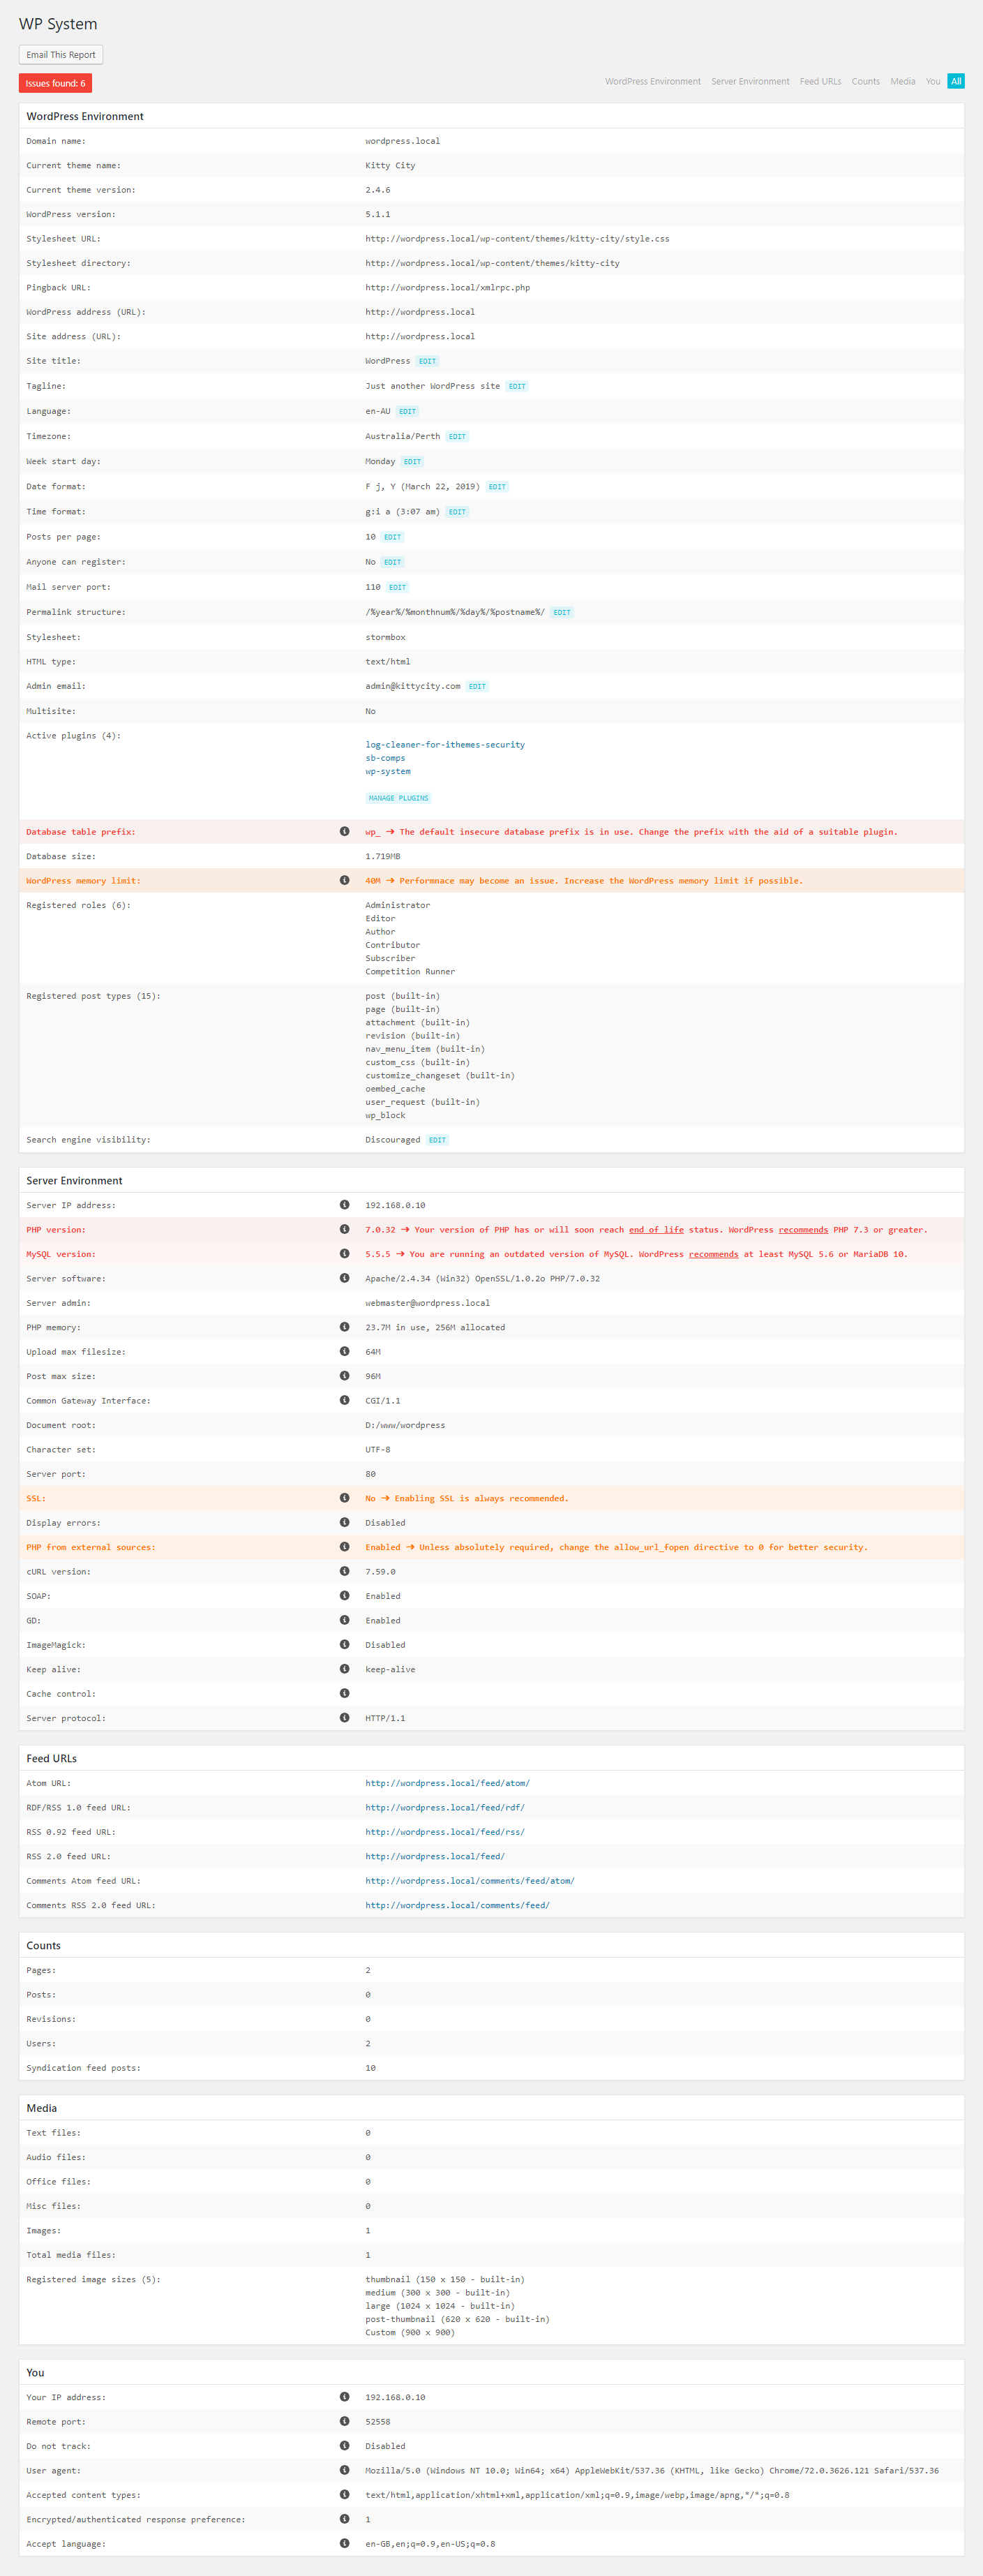 WP System
Email This Report
Issues found: 6
WordPress Environment Server Environment Feed URLs Counts Media You All
WordPress Environment
Domain name: wordpress.local
Current theme name: Kitty City
Current theme version: 2.4.6
WordPress version: 5.1.1
Stylesheet URL: http://wordpress.local/wp-content/themes/kitty-city/style.css
Stylesheet directory: http://wordpress.local/wp-content/themes/kitty-city
Pingback URL: http://wordpress.local/xmlrpc.php
WordPress address (URL): http://wordpress.local
Site address (URL): http://wordpress.local
Site title: WordPress EDIT
Tagline: Just another WordPress site EDIT
Language: en-AU EDIT
Timezone: Australia/Perth EDIT
Week start day: Monday EDIT
Date format: F j, Y (March 22, 2019) EDIT
Time format: g:i a (3:07 am) EDIT
Posts per page: 10 EDIT
Anyone can register: No EDIT
Mail server port: 110 EDIT
Permalink structure: /%year%/%monthnum%/%day%/%postname%/ EDIT
Stylesheet: stormbox
HTML type: text/html
Admin email: admin@kittycity.com EDIT
Multisite: No
Active plugins (4):
log-cleaner-for-ithemes-security
sb-comps
wp-system
MANAGE PLUGINS
Database table prefix: wp_ ➔ The default insecure database prefix is in use. Change the prefix with the aid of a suitable plugin.
Database size: 1.719MB
WordPress memory limit: 40M ➔ Performnace may become an issue. Increase the WordPress memory limit if possible.
Registered roles (6): Administrator
Editor
Author
Contributor
Subscriber
Competition Runner
Registered post types (15): post (built-in)
page (built-in)
attachment (built-in)
revision (built-in)
nav_menu_item (built-in)
custom_css (built-in)
customize_changeset (built-in)
oembed_cache
user_request (built-in)
wp_block
Search engine visibility: Discouraged EDIT
Server Environment
Server IP address: 192.168.0.10
PHP version: 7.0.32 ➔ Your version of PHP has or will soon reach end of life status. WordPress recommends PHP 7.3 or greater.
MySQL version: 5.5.5 ➔ You are running an outdated version of MySQL. WordPress recommends at least MySQL 5.6 or MariaDB 10.
Server software: Apache/2.4.34 (Win32) OpenSSL/1.0.2o PHP/7.0.32
Server admin: webmaster@wordpress.local
PHP memory: 23.7M in use, 256M allocated
Upload max filesize: 64M
Post max size: 96M
Common Gateway Interface: CGI/1.1
Document root: D:/www/wordpress
Character set: UTF-8
Server port: 80
SSL: No ➔ Enabling SSL is always recommended.
Display errors: Disabled
PHP from external sources: Enabled ➔ Unless absolutely required, change the allow_url_fopen directive to 0 for better security.
cURL version: 7.59.0
SOAP: Enabled
GD: Enabled
ImageMagick: Disabled
Keep alive: keep-alive
Cache control:
Server protocol: HTTP/1.1
Feed URLs
Atom URL: http://wordpress.local/feed/atom/
RDF/RSS 1.0 feed URL: http://wordpress.local/feed/rdf/
RSS 0.92 feed URL: http://wordpress.local/feed/rss/
RSS 2.0 feed URL: http://wordpress.local/feed/
Comments Atom feed URL: http://wordpress.local/comments/feed/atom/
Comments RSS 2.0 feed URL: http://wordpress.local/comments/feed/
Counts
Pages: 2
Posts: 0
Revisions: 0
Users: 2
Syndication feed posts: 10
Media
Text files: 0
Audio files: 0
Office files: 0
Misc files: 0
Images: 1
Total media files: 1
Registered image sizes (5): thumbnail (150 x 150 - built-in)
medium (300 x 300 - built-in)
large (1024 x 1024 - built-in)
post-thumbnail (620 x 620 - built-in)
Custom (900 x 900)
You
Your IP address: 192.168.0.10
Remote port: 52558
Do not track: Disabled
User agent: Mozilla/5.0 (Windows NT 10.0; Win64; x64) AppleWebKit/537.36 (KHTML, like Gecko) Chrome/72.0.3626.121 Safari/537.36
Accepted content types: text/html,application/xhtml+xml,application/xml;q=0.9,image/webp,image/apng,*/*;q=0.8
Encrypted/authenticated response preference: 1
Accept language: en-GB,en;q=0.9,en-US;q=0.8